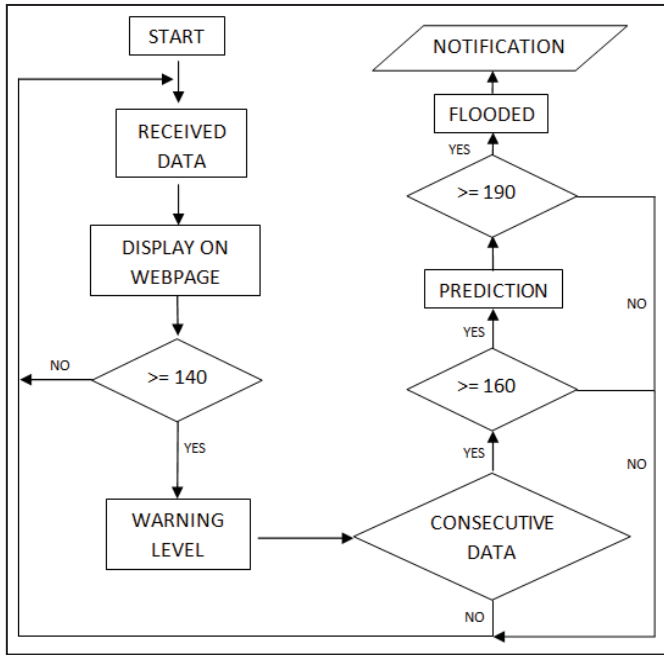 START
RECEIVED
DATA
DISPLAY ON
WEBPAGE
>= 140
NO
YES
WARNING
LEVEL
CONSECUTIVE
DATA
NO
YES
>= 160
NO
YES
PREDICTION
>= 190
NO
YES
FLOODED
NOTIFICATION